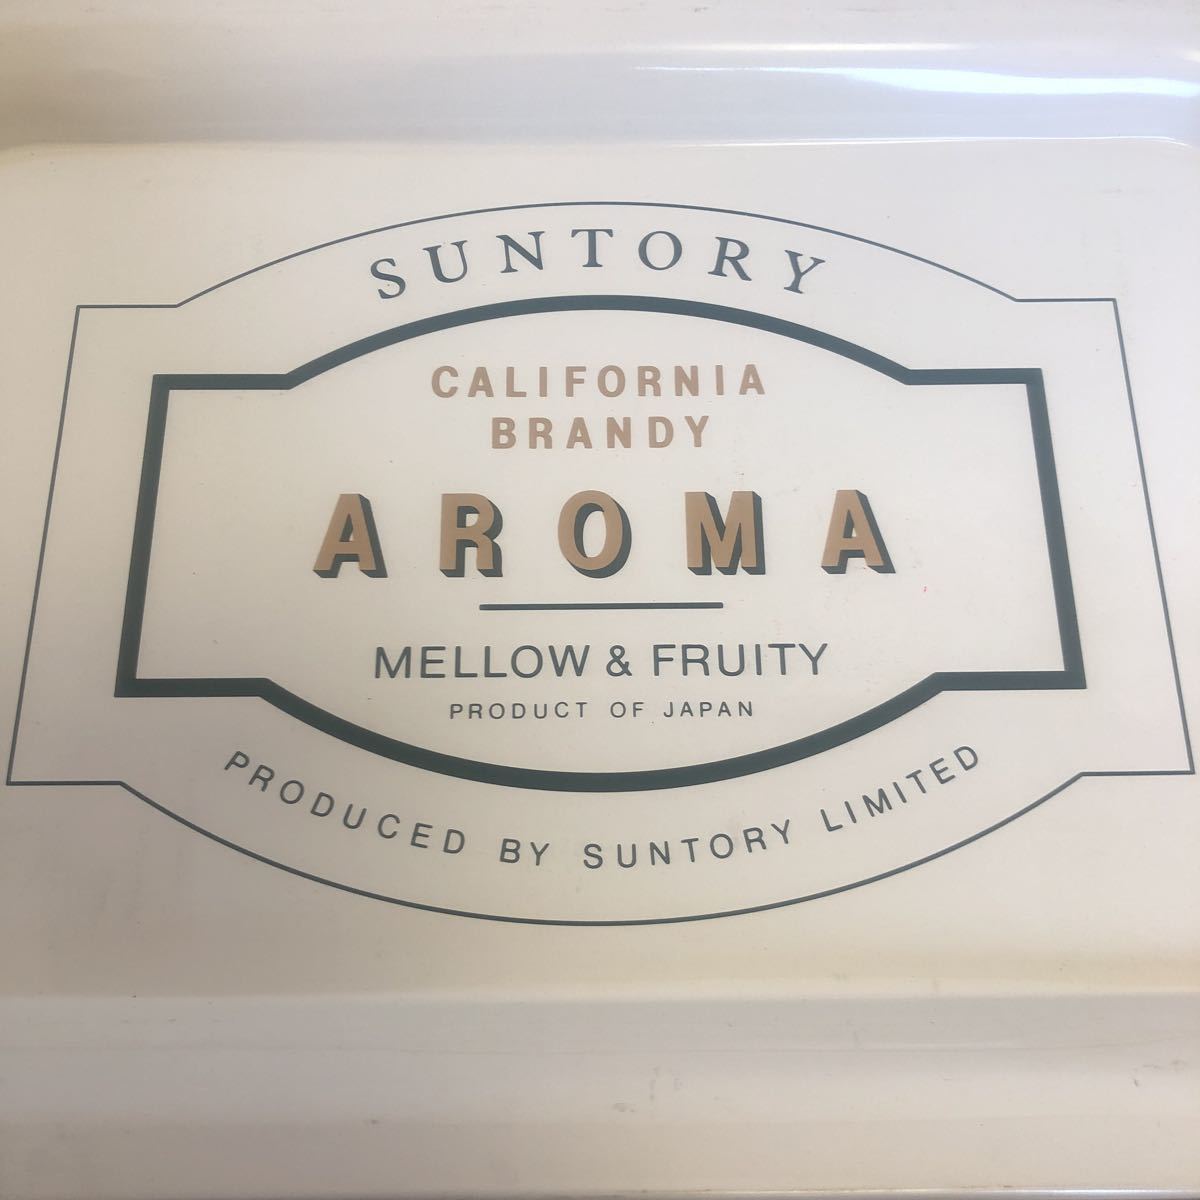 SUNTORY
CALIFORNIA
BRANDY
AROMA
MELLOW & FRUITY
PRODUCT OF JAPAN
PRODUCED BY SUNTORY LIMITED